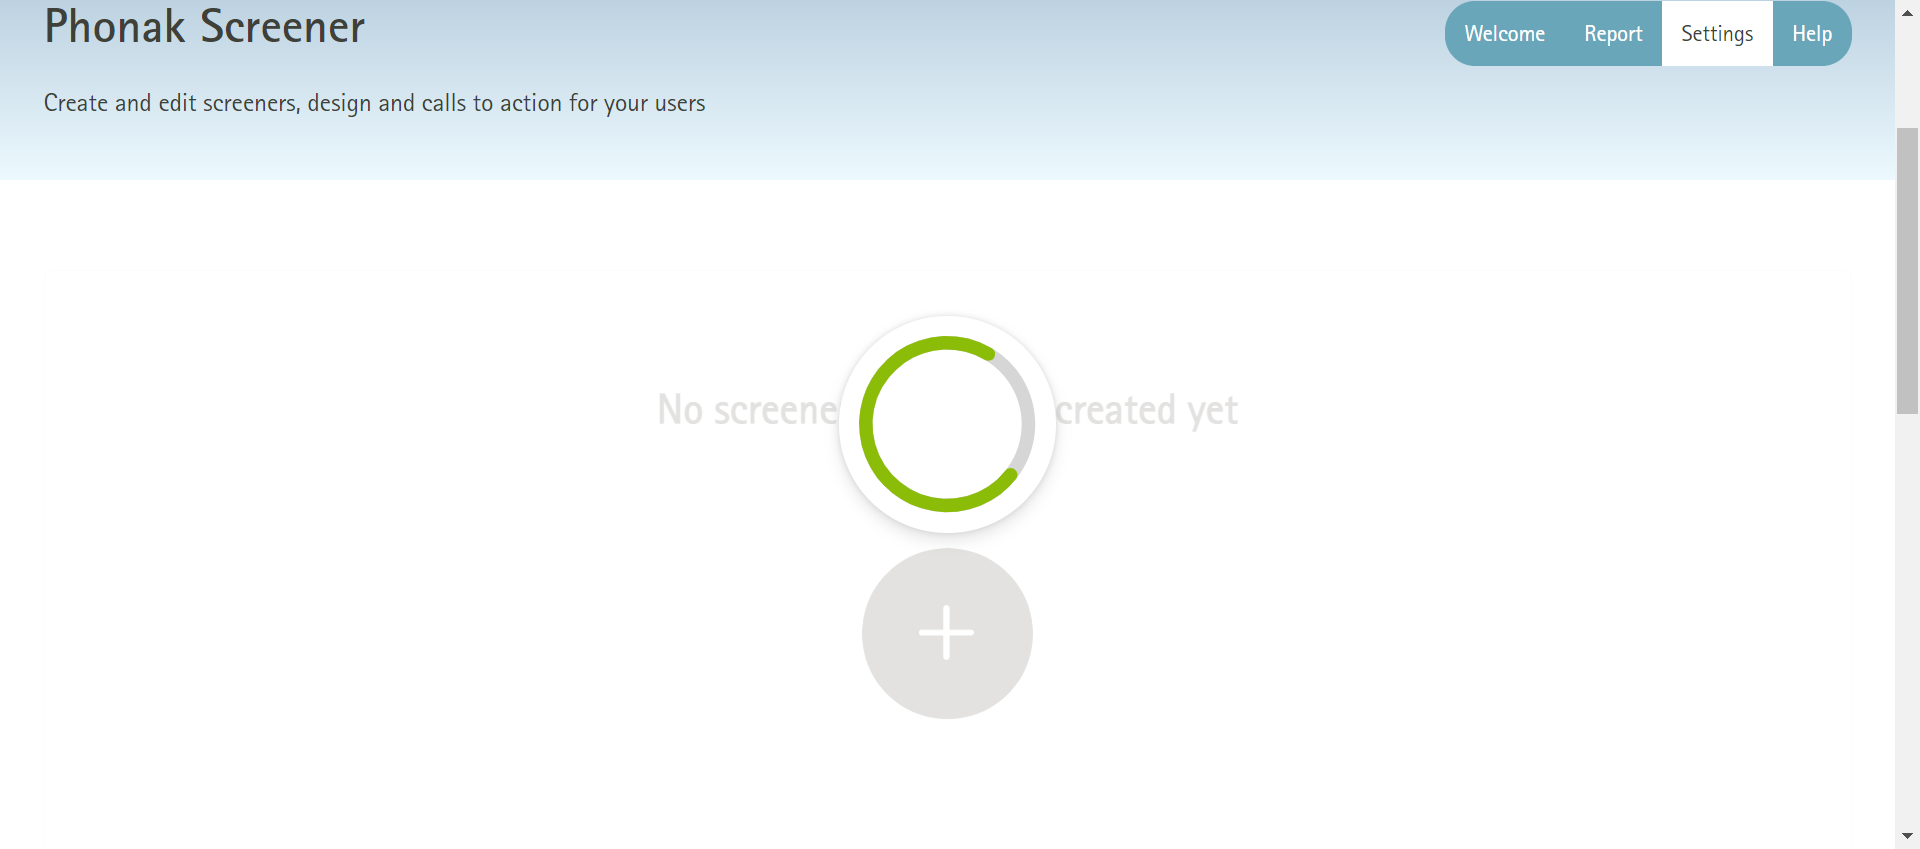 Phonak Screener
Welcome Report Settings Help
Create and edit screeners, design and calls to action for your users
No screene created yet